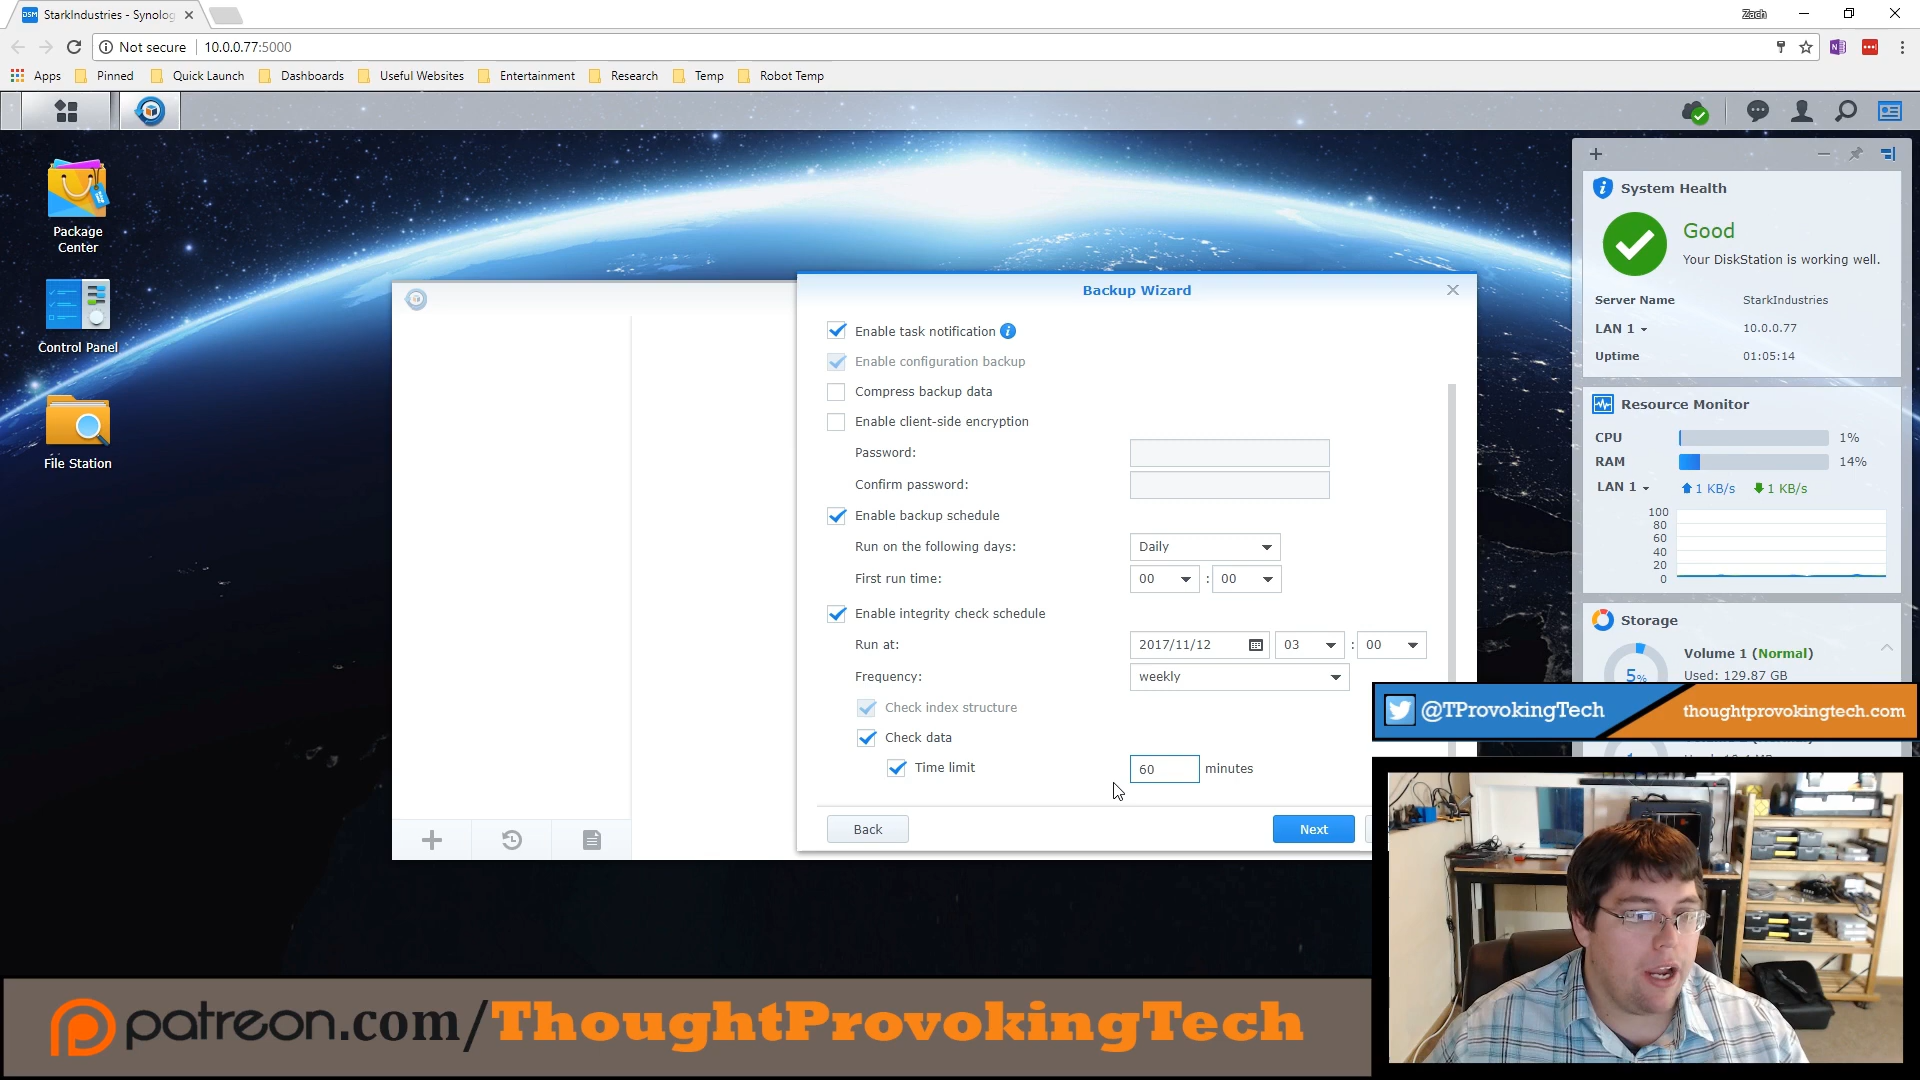 StarkIndustries - Synolog
Zach
Not secure
10.0.0.77:5000
Apps
Pinned
Quick Launch
Dashboards
Useful Websites
Entertainment
Research
Temp
Robot Temp
Package
Center
Control Panel
File Station
Backup Wizard
Enable task notification
Enable configuration backup
Compress backup data
Enable client-side encryption
Password:
Confirm password:
Enable backup schedule
Run on the following days:
Daily
First run time:
00 : 00
Enable integrity check schedule
Run at:
2017/11/12
03 : 00
Frequency:
weekly
Check index structure
Check data
Time limit
60 minutes
Back
Next
System Health
Good
Your DiskStation is working well.
Server Name StarkIndustries
LAN 1 10.0.0.77
Uptime 01:05:14
Resource Monitor
CPU 1%
RAM 14%
LAN 1 1 KB/s 1 KB/s
100
80
60
40
20
0
Storage
Volume 1 (Normal)
5%
Used: 129.87 GB
@TProvokingTech
thoughtprovokingtech.com
patreon.com/ThoughtProvokingTech